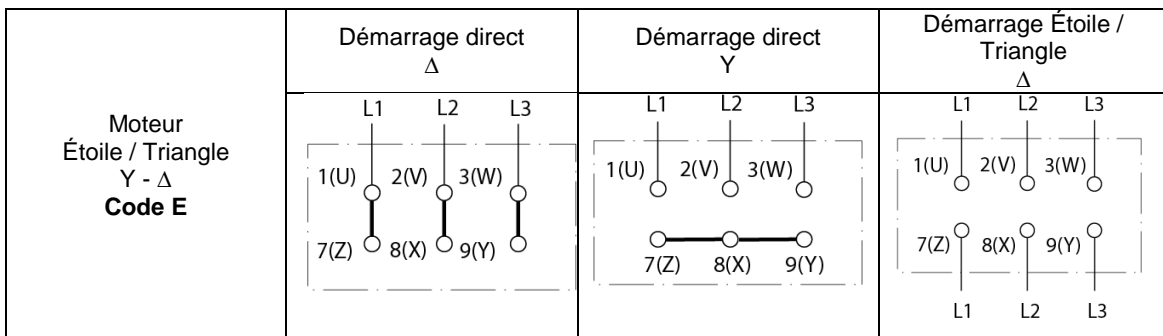 Moteur
Étoile / Triangle
Y - Δ
Code E
Démarrage direct
Δ
L1 L2 L3
1(U) 2(V) 3(W)
7(Z) 8(X) 9(Y)
Démarrage direct
Y
L1 L2 L3
1(U) 2(V) 3(W)
7(Z) 8(X) 9(Y)
Démarrage Étoile /
Triangle
Δ
L1 L2 L3
1(U) 2(V) 3(W)
7(Z) 8(X) 9(Y)
L1 L2 L3